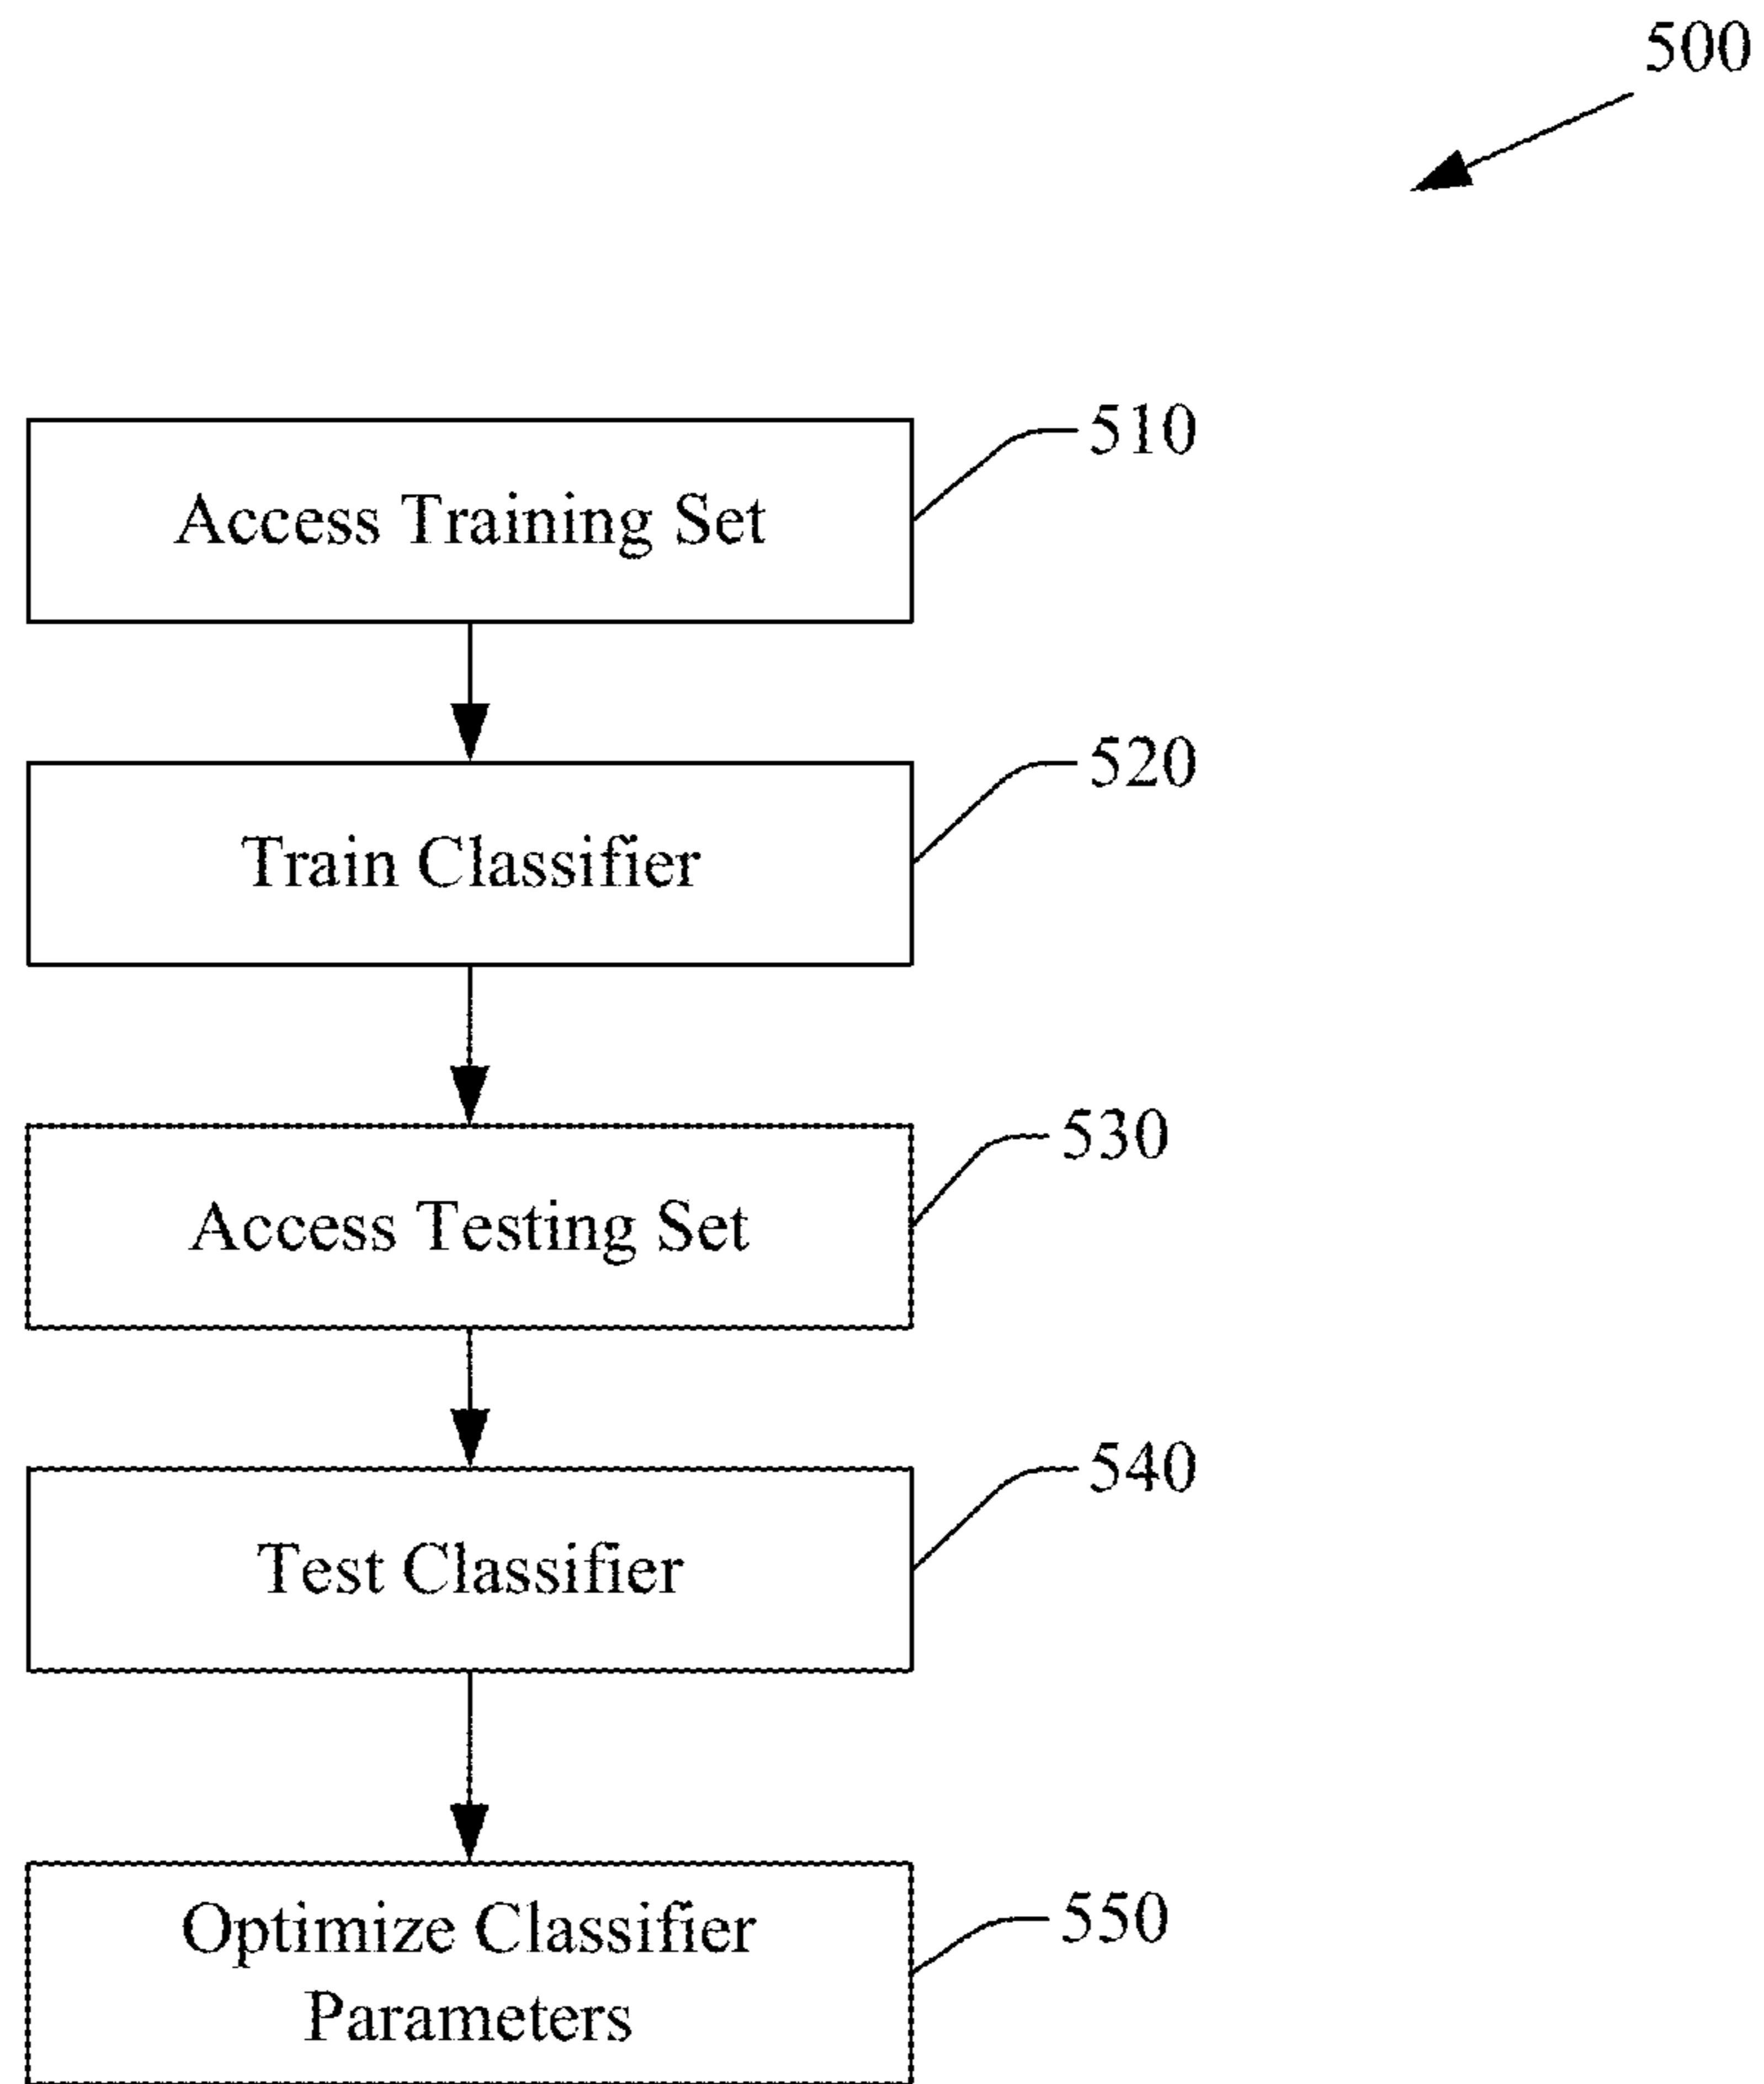 500
Access Training Set
510
Train Classifier
520
Access Testing Set
530
Test Classifier
540
Optimize Classifier
Parameters
550